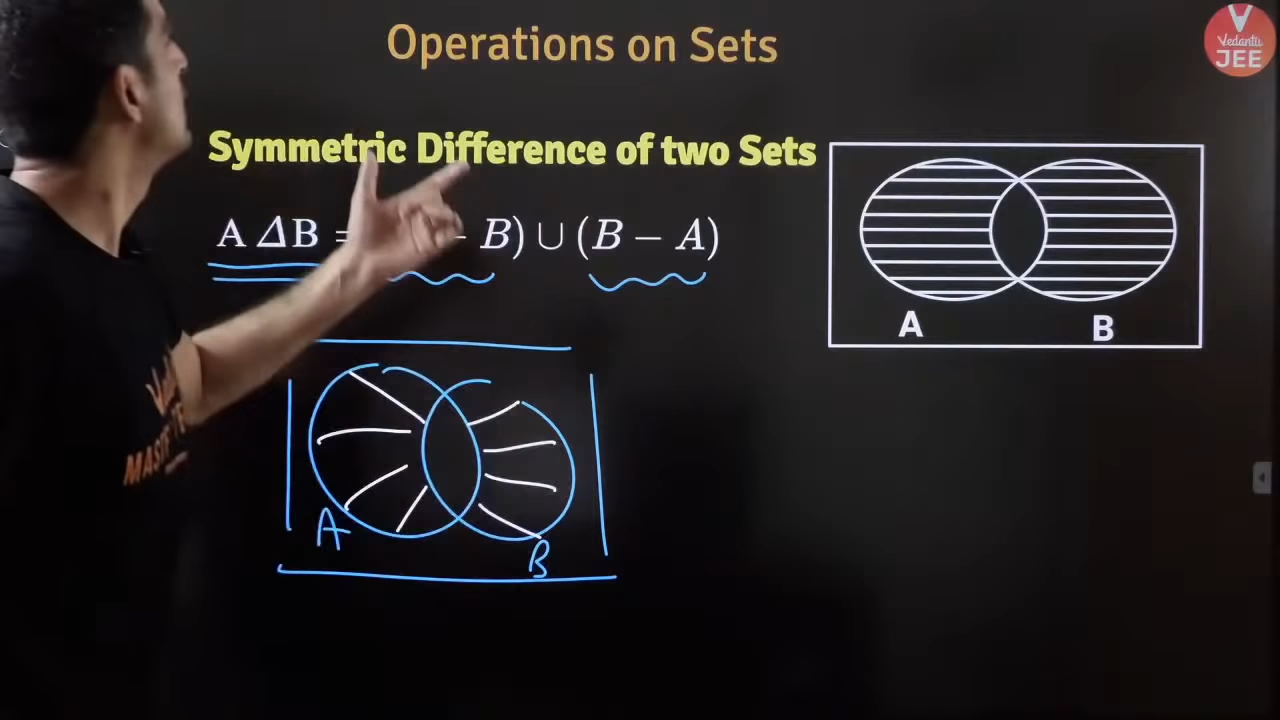 Operations on Sets
Vedantu
JEE
Symmetric Difference of two Sets
A Δ B = B) ∪ (B − A)
A
B
A
B